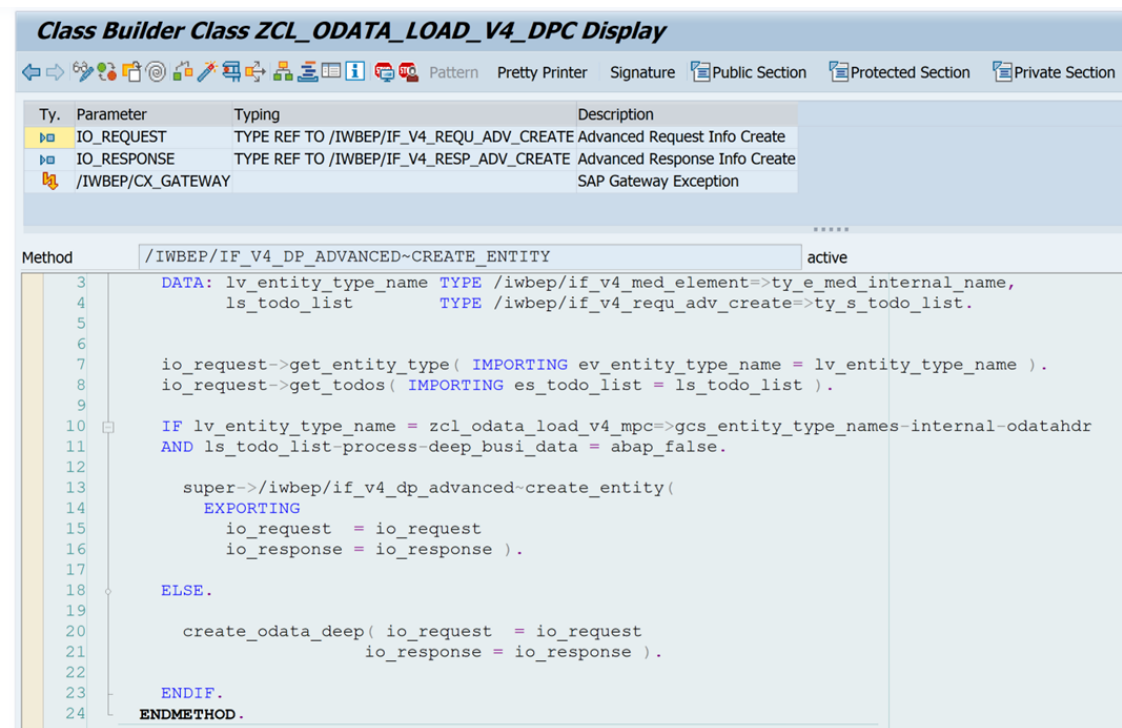 Class Builder Class ZCL_ODATA_LOAD_V4_DPC Display
Pattern Pretty Printer Signature Public Section Protected Section Private Section
Ty. Parameter Typing Description
IO_REQUEST TYPE REF TO /IWBEP/IF_V4_REQU_ADV_CREATE Advanced Request Info Create
IO_RESPONSE TYPE REF TO /IWBEP/IF_V4_RESP_ADV_CREATE Advanced Response Info Create
/IWBEP/CX_GATEWAY SAP Gateway Exception
Method /IWBEP/IF_V4_DP_ADVANCED~CREATE_ENTITY active
3 DATA: lv_entity_type_name TYPE /iwbep/if_v4_med_element=>ty_e_med_internal_name,
4 ls_todo_list TYPE /iwbep/if_v4_requ_adv_create=>ty_s_todo_list.
5
6
7 io_request->get_entity_type( IMPORTING ev_entity_type_name = lv_entity_type_name ).
8 io_request->get_todos( IMPORTING es_todo_list = ls_todo_list ).
9
10 IF lv_entity_type_name = zcl_odata_load_v4_mpc=>gcs_entity_type_names-internal-odatahdr
11 AND ls_todo_list-process-deep_busi_data = abap_false.
12
13 super->/iwbep/if_v4_dp_advanced~create_entity(
14 EXPORTING
15 io_request = io_request
16 io_response = io_response ).
17
18 ELSE.
19
20 create_odata_deep( io_request = io_request
21 io_response = io_response ).
22
23 ENDIF.
24 ENDMETHOD.